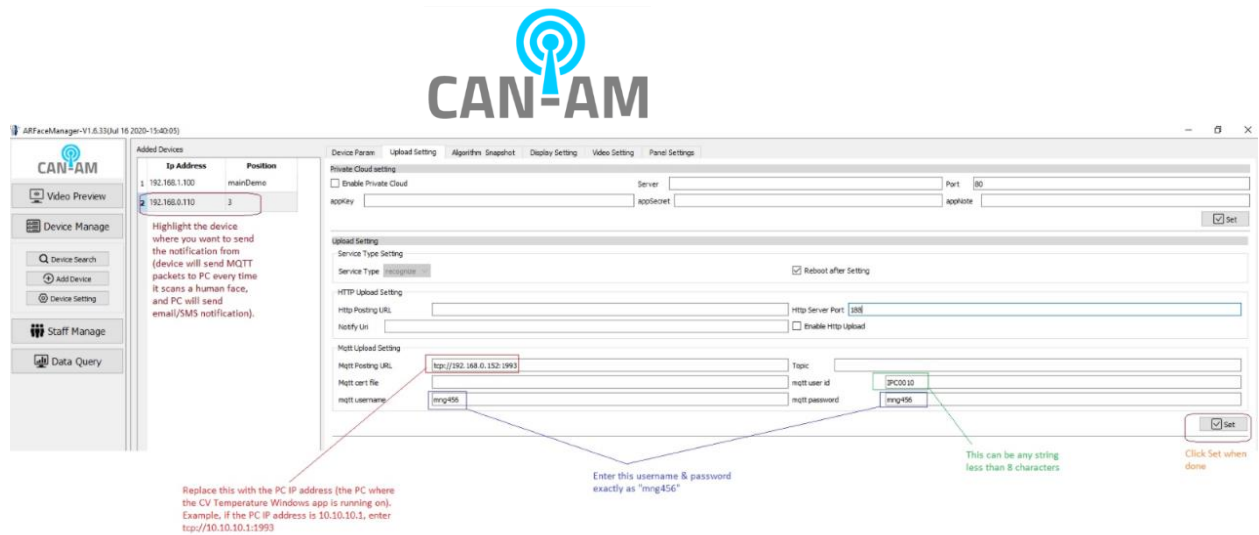 CAN-AM
ARFaceManager-V1.6.33(Jul 16 2020-15:40:05)
CAN-AM
Video Preview
Device Manage
Device Search
Add Device
Device Setting
Staff Manage
Data Query
Added Devices
Ip Address Position
1 192.168.1.100 mainDemo
2 192.168.0.110 3
Highlight the device
where you want to send
the notification from
(device will send MQTT
packets to PC every time
it scans a human face,
and PC will send
email/SMS notification).
Device Param Upload Setting Algorithm Snapshot Display Setting Video Setting Panel Settings
Private Cloud setting
Enable Private Cloud Server Port 80
appKey appSecret appNote
Set
Upload Setting
Service Type Setting
Service Type recognize Reboot after Setting
HTTP Upload Setting
Http Posting URL Http Server Port 188
Notify Url Enable Http Upload
Mqtt Upload Setting
Mqtt Posting URL tcp://192.168.0.152:1993 Topic
Mqtt cert file mqtt user id IPC0010
mqtt username mng456 mqtt password mng456
Set
This can be any string
less than 8 characters
Click Set when
done
Enter this username & password
exactly as "mng456"
Replace this with the PC IP address (the PC where
the CV Temperature Windows app is running on).
Example, if the PC IP address is 10.10.10.1, enter
tcp://10.10.10.1:1993